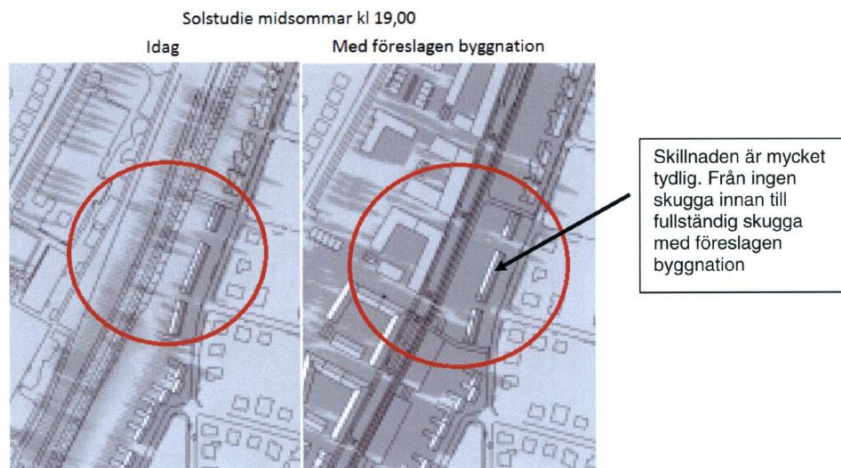 Solstudie midsommar kl 19,00
Idag
Med föreslagen byggnation
Skillnaden är mycket
tydlig. Från ingen
skugga innan till
fullständig skugga
med föreslagen
byggnation